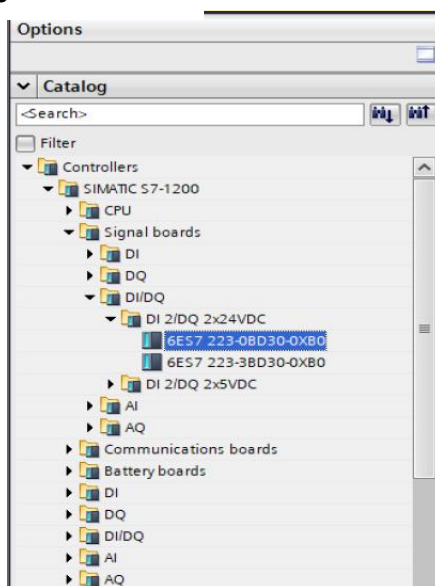 Options
Catalog
<Search>
Filter
Controllers
SIMATIC S7-1200
CPU
Signal boards
DI
DQ
DI/DQ
DI 2/DQ 2x24VDC
6ES7 223-0BD30-0XB0
6ES7 223-3BD30-0XB0
DI 2/DQ 2x5VDC
AI
AQ
Communications boards
Battery boards
DI
DQ
DI/DQ
AI
AQ